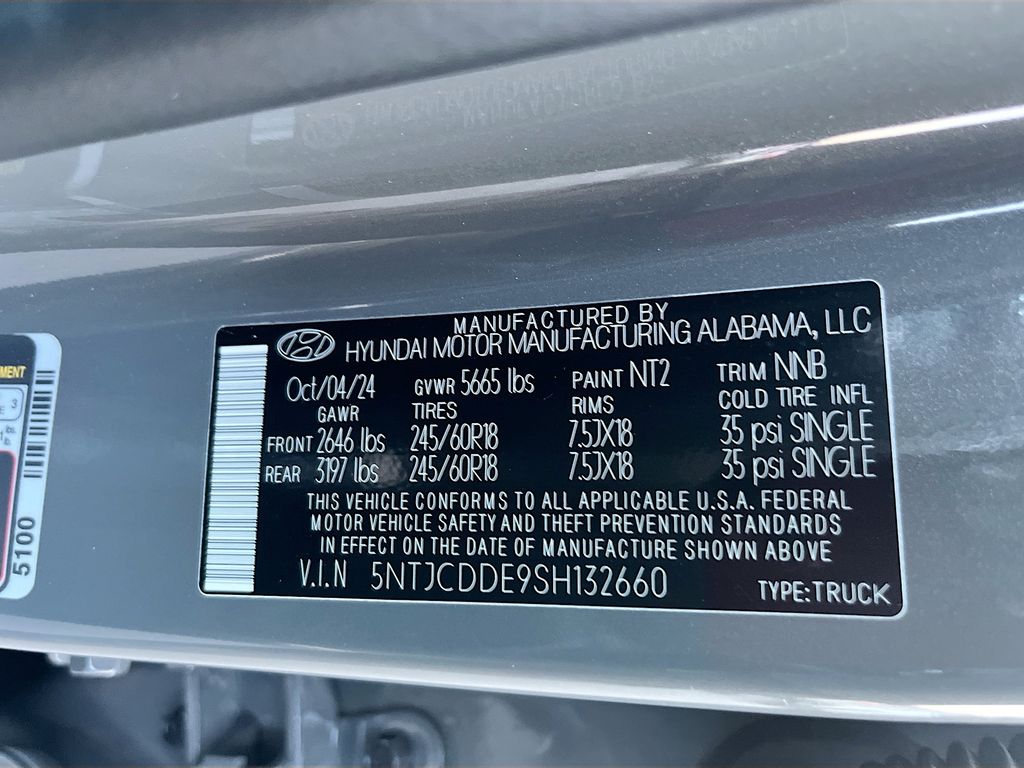 MANUFACTURED BY
HYUNDAI MOTOR MANUFACTURING ALABAMA, LLC
Oct/04/24 GVWR 5665 lbs PAINT NT2 TRIM NNB
GAWR TIRES RIMS COLD TIRE INFL
FRONT 2646 lbs 245/60R18 7.5JX18 35 psi SINGLE
REAR 3197 lbs 245/60R18 7.5JX18 35 psi SINGLE
THIS VEHICLE CONFORMS TO ALL APPLICABLE U.S.A. FEDERAL
MOTOR VEHICLE SAFETY AND THEFT PREVENTION STANDARDS
IN EFFECT ON THE DATE OF MANUFACTURE SHOWN ABOVE
V.I.N 5NTJCDDE9SH132660 TYPE:TRUCK
MENT
E 3
5100